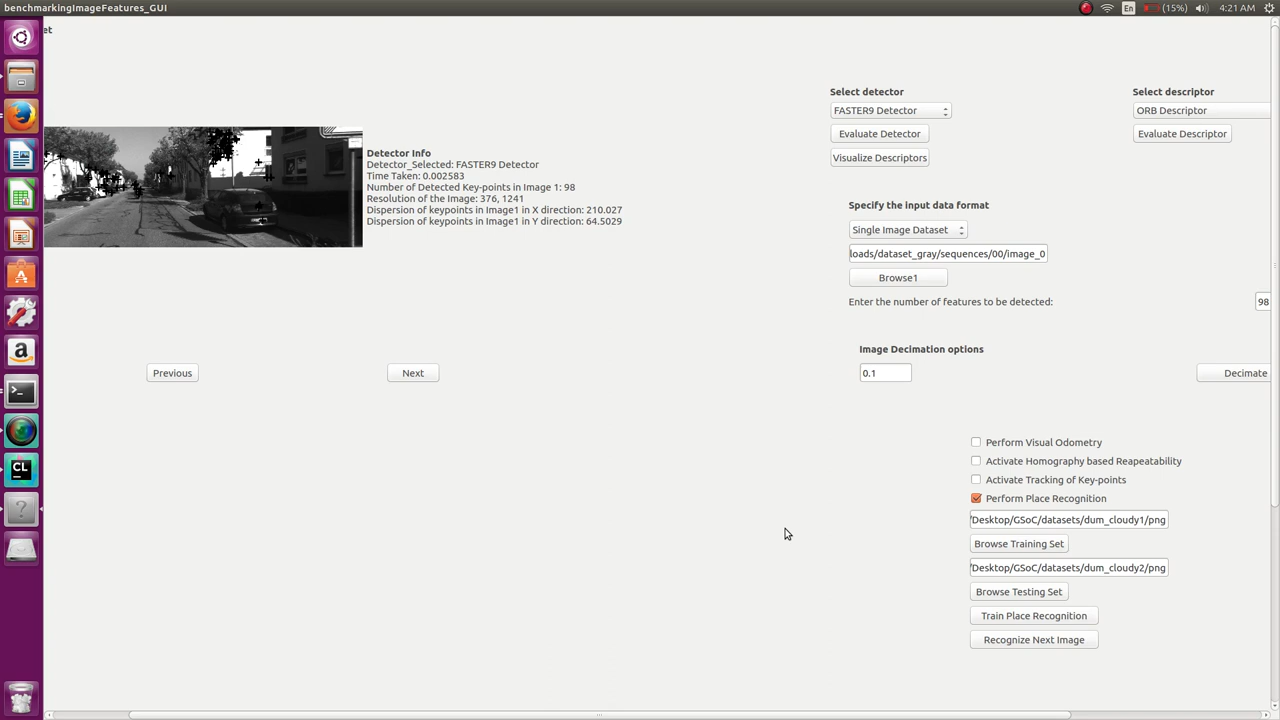 benchmarkingImageFeatures_GUI
En
(15%)
4:21 AM
et
Detector Info
Detector_Selected: FASTER9 Detector
Time Taken: 0.002583
Number of Detected Key-points in Image 1: 98
Resolution of the Image: 376, 1241
Dispersion of keypoints in Image1 in X direction: 210.027
Dispersion of keypoints in Image1 in Y direction: 64.5029
Previous
Next
Select detector
FASTER9 Detector
Evaluate Detector
Visualize Descriptors
Select descriptor
ORB Descriptor
Evaluate Descriptor
Specify the input data format
Single Image Dataset
loads/dataset_gray/sequences/00/image_0
Browse1
Enter the number of features to be detected:
98
Image Decimation options
0.1
Decimate
Perform Visual Odometry
Activate Homography based Reapeatability
Activate Tracking of Key-points
Perform Place Recognition
/Desktop/GSoC/datasets/dum_cloudy1/png
Browse Training Set
/Desktop/GSoC/datasets/dum_cloudy2/png
Browse Testing Set
Train Place Recognition
Recognize Next Image
a
CL
?